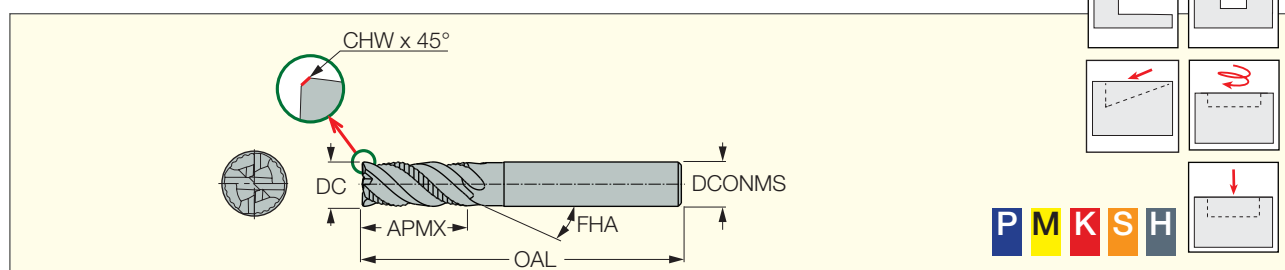 CHW x 45°
DC
DCONMS
APMX
FHA
OAL
P M K S H